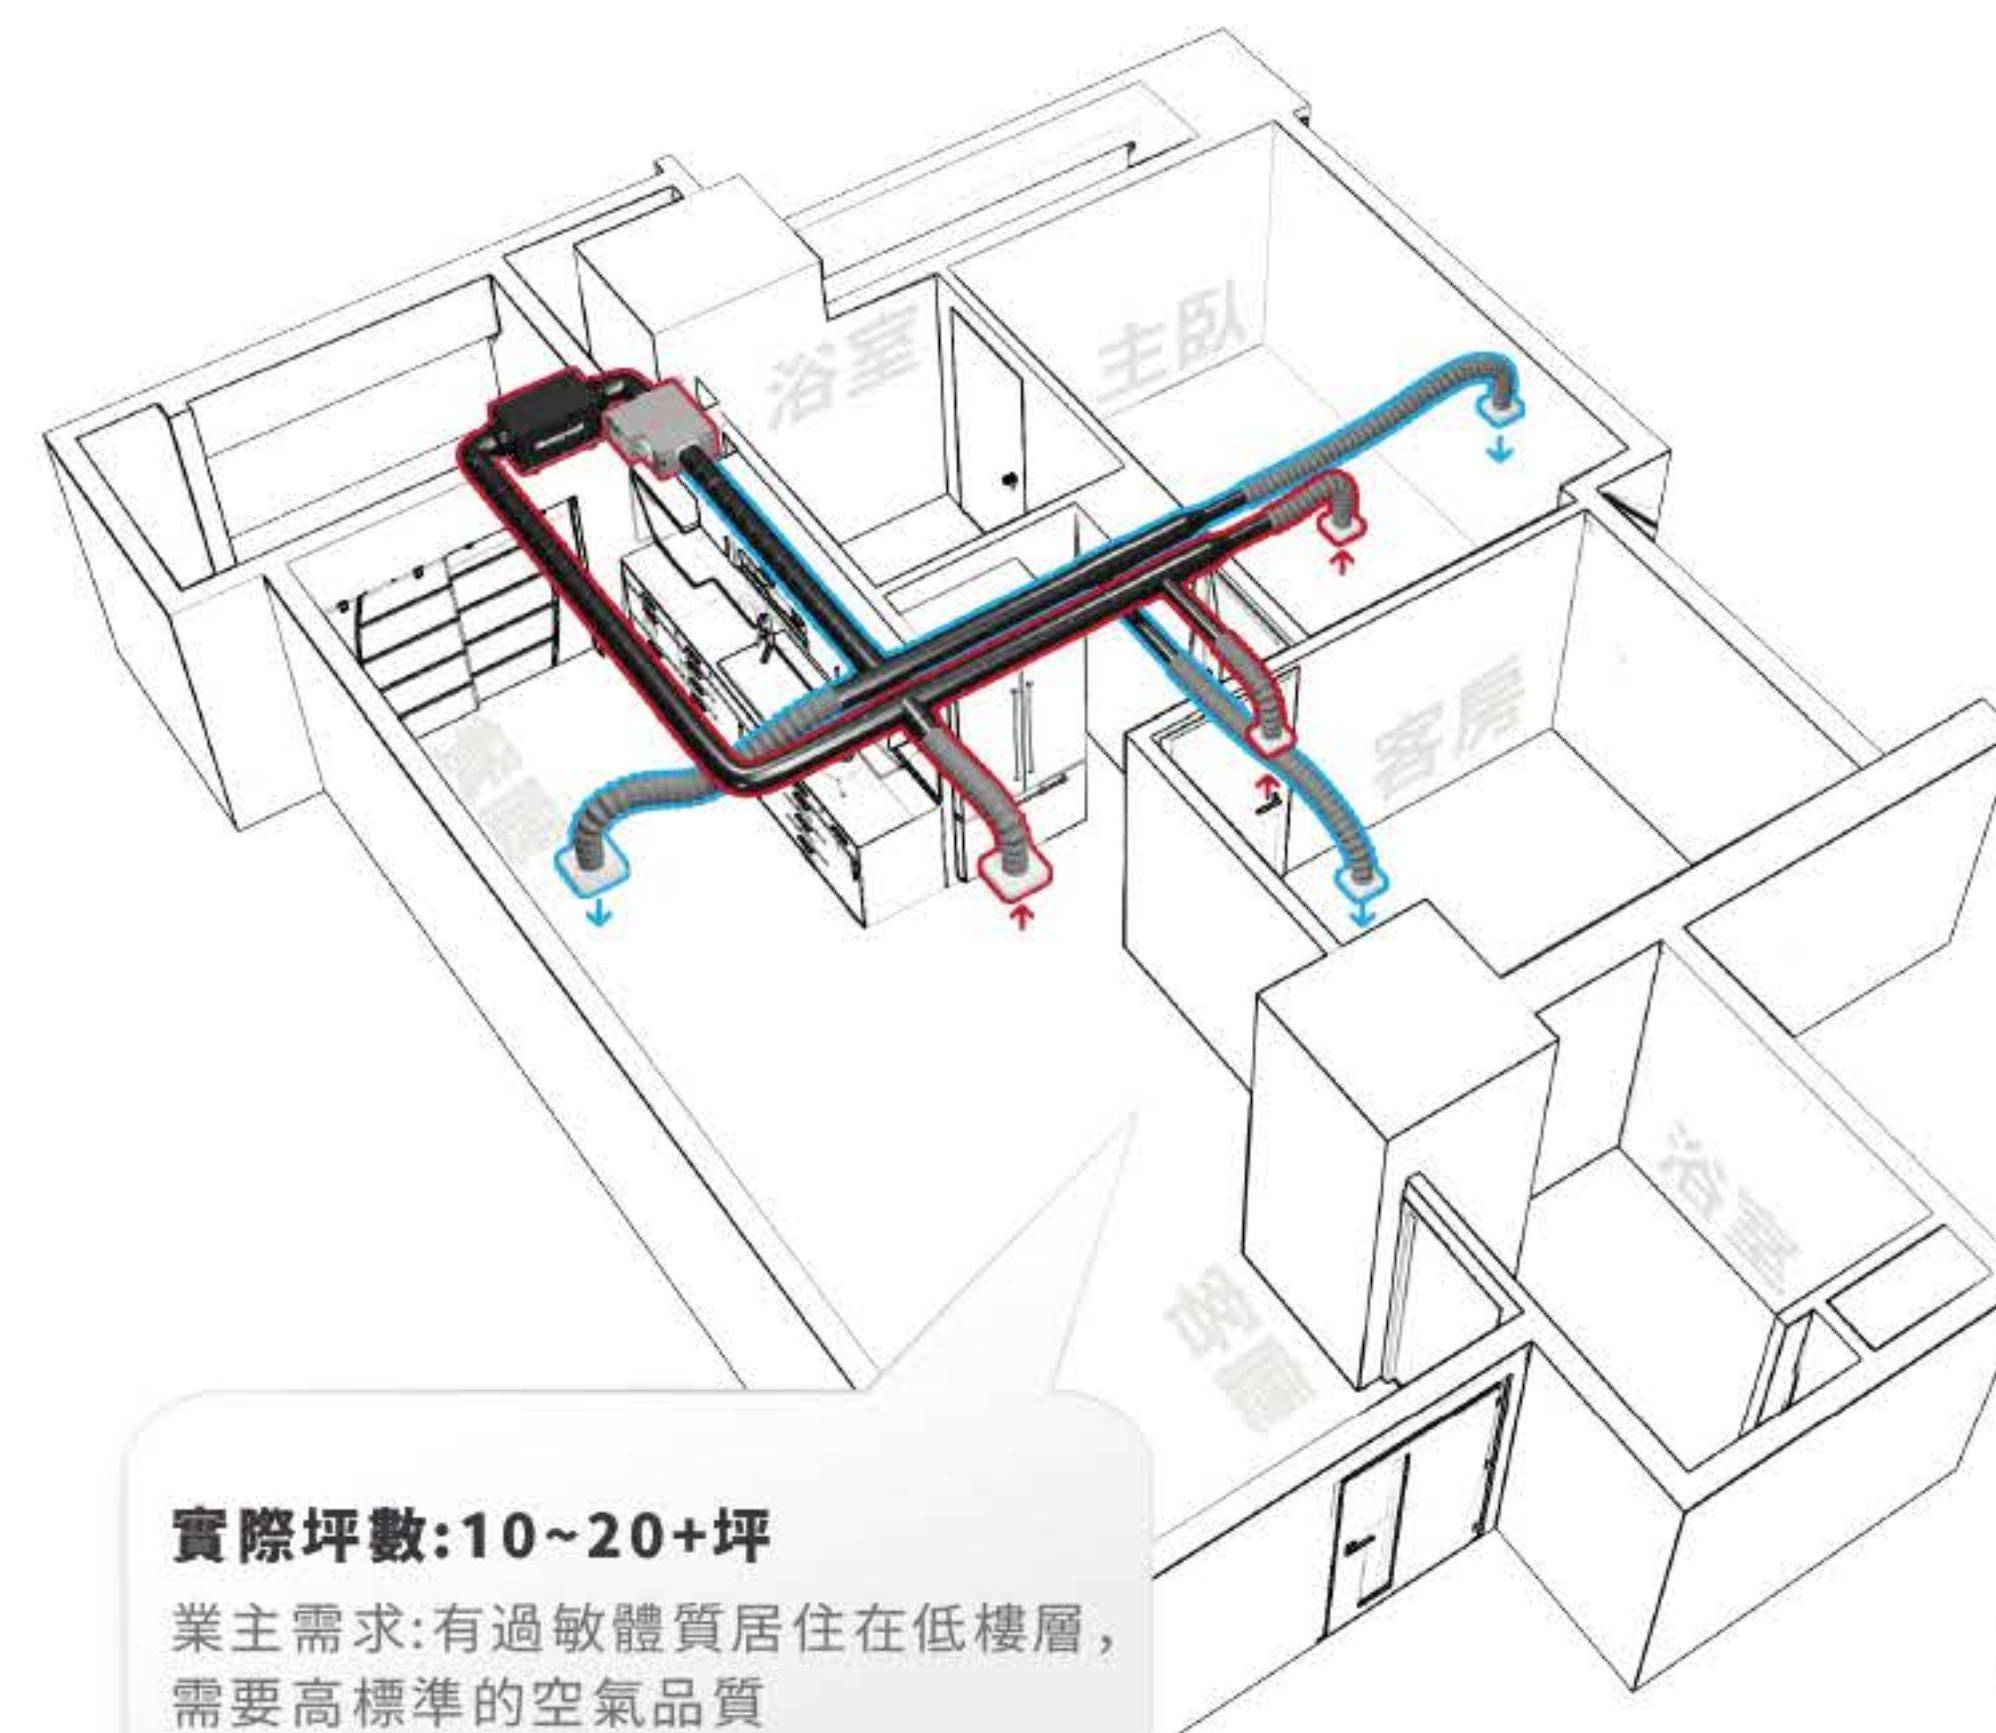 浴室
主臥
餐廳
客房
浴室
客廳
實際坪數:10~20+坪
業主需求:有過敏體質居住在低樓層,
需要高標準的空氣品質